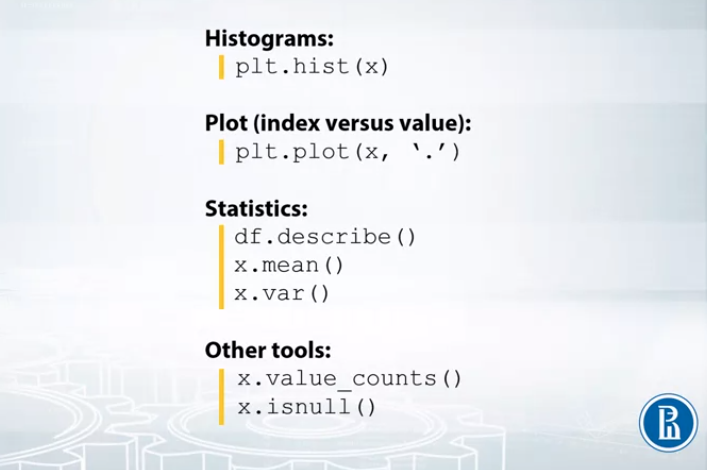 Histograms:
plt.hist(x)
Plot (index versus value):
plt.plot(x, ‘.’)
Statistics:
df.describe()
x.mean()
x.var()
Other tools:
x.value_counts()
x.isnull()